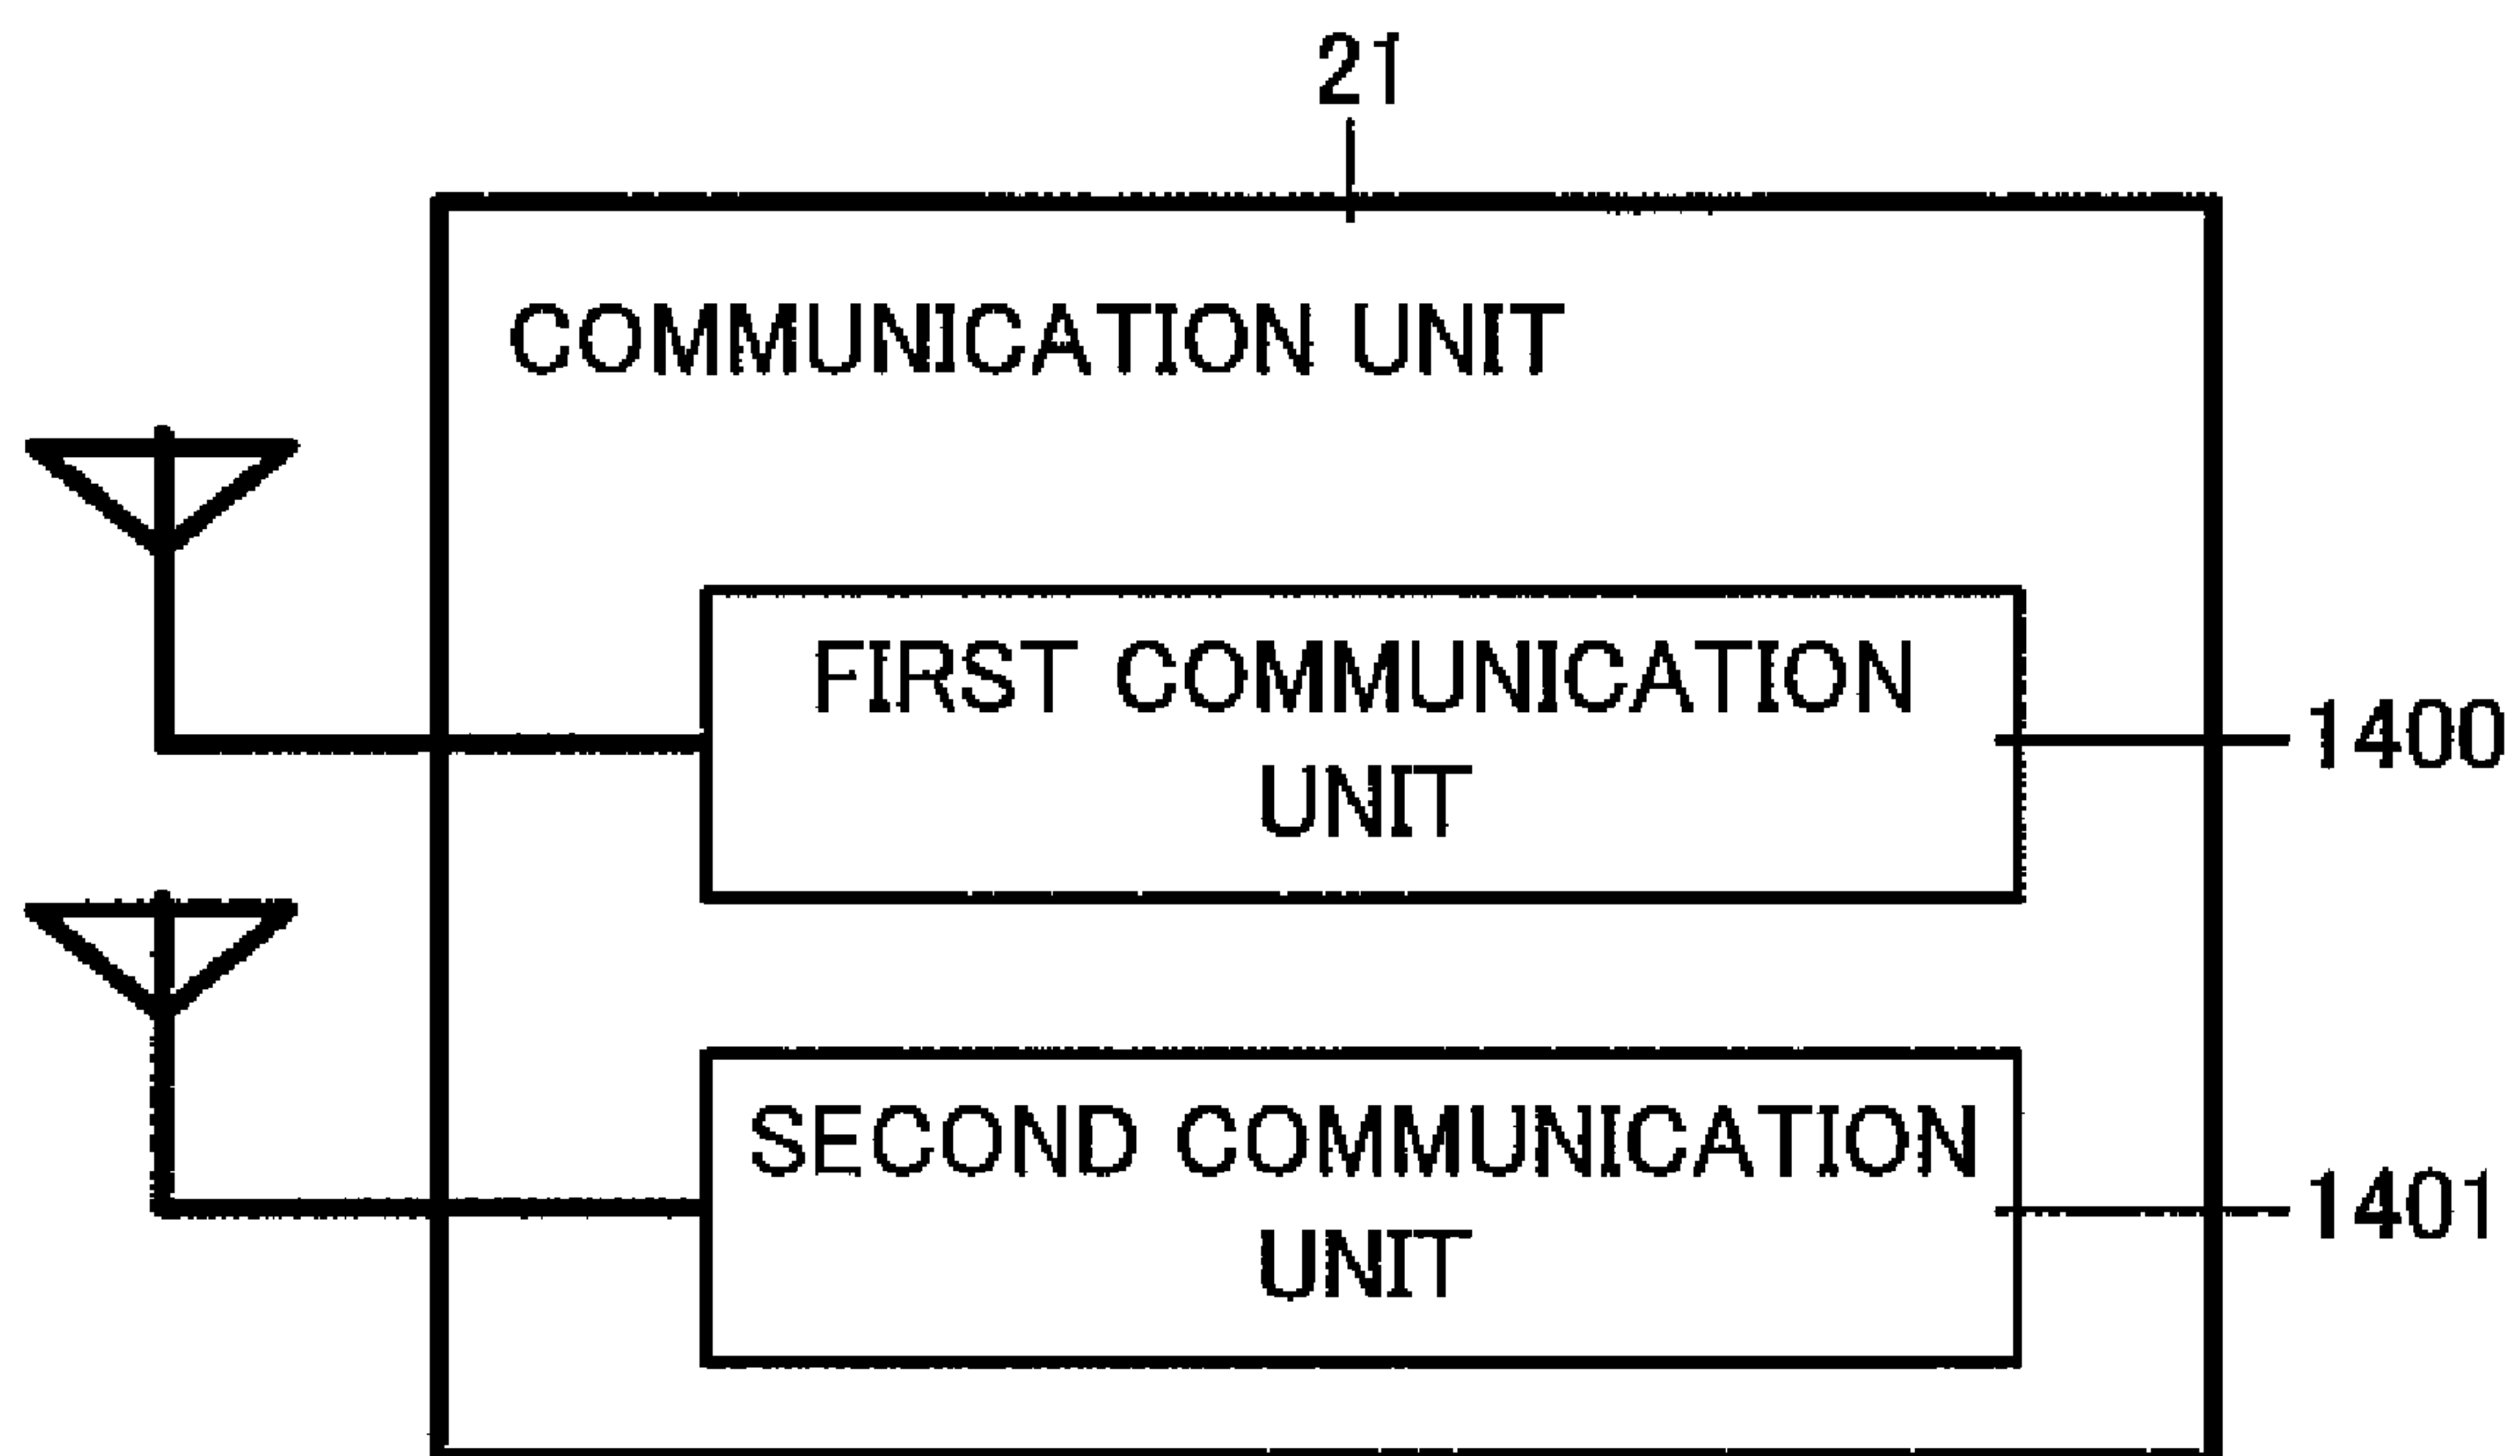 21
COMMUNICATION UNIT
FIRST COMMUNICATION
UNIT
1400
SECOND COMMUNICATION
UNIT
1401